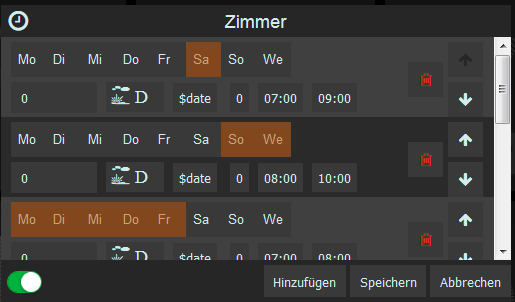 Zimmer
Mo Di Mi Do Fr Sa So We
0 D $date 0 07:00 09:00
Mo Di Mi Do Fr Sa So We
0 D $date 0 08:00 10:00
Mo Di Mi Do Fr Sa So We
0 D $date 0 07:00 08:00
Hinzufügen Speichern Abbrechen